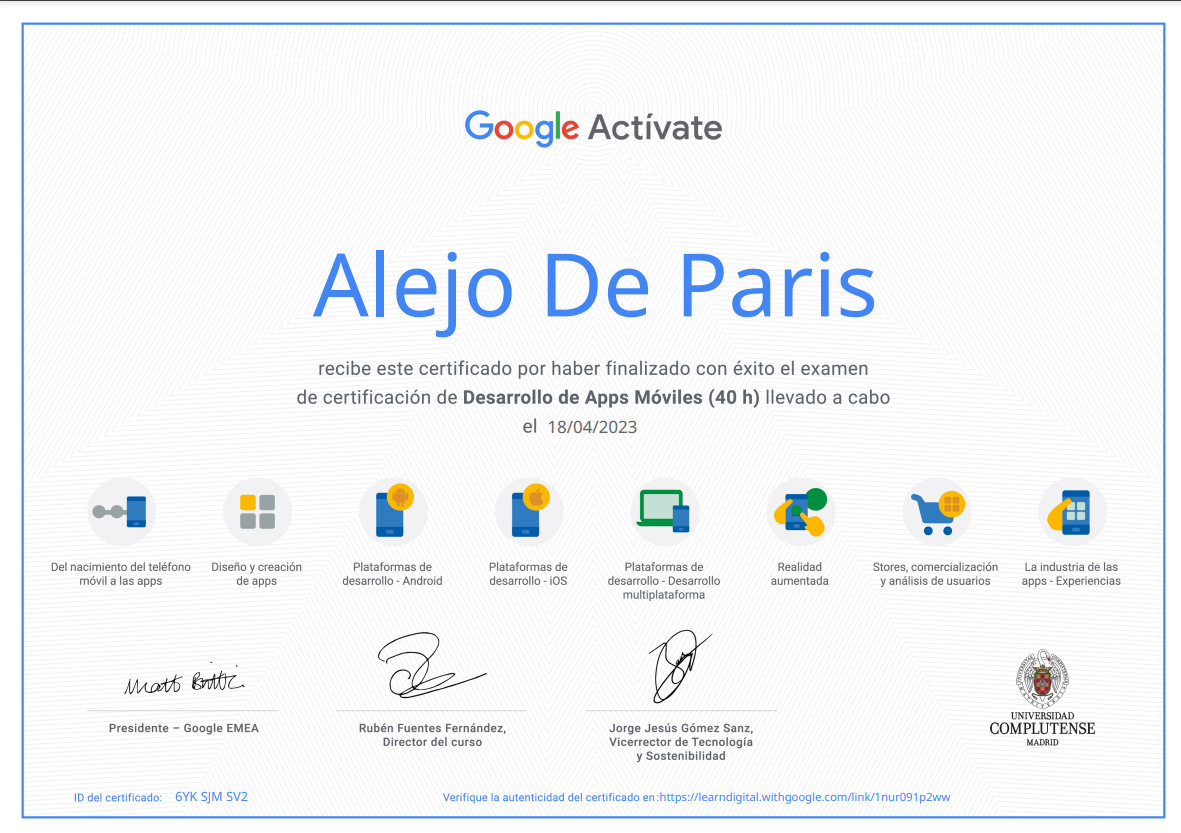 Google Actívate
Alejo De Paris
recibe este certificado por haber finalizado con éxito el examen
de certificación de Desarrollo de Apps Móviles (40 h) llevado a cabo
el 18/04/2023
Del nacimiento del teléfono
móvil a las apps
Diseño y creación
de apps
Plataformas de
desarrollo - Android
Plataformas de
desarrollo - iOS
Plataformas de
desarrollo - Desarrollo
multiplataforma
Realidad
aumentada
Stores, comercialización
y análisis de usuarios
La industria de las
apps - Experiencias
Presidente – Google EMEA
Rubén Fuentes Fernández,
Director del curso
Jorge Jesús Gómez Sanz,
Vicerrector de Tecnología
y Sostenibilidad
UNIVERSIDAD
COMPLUTENSE
MADRID
ID del certificado: 6YK SJM SV2
Verifique la autenticidad del certificado en:https://learndigital.withgoogle.com/link/1nur091p2ww